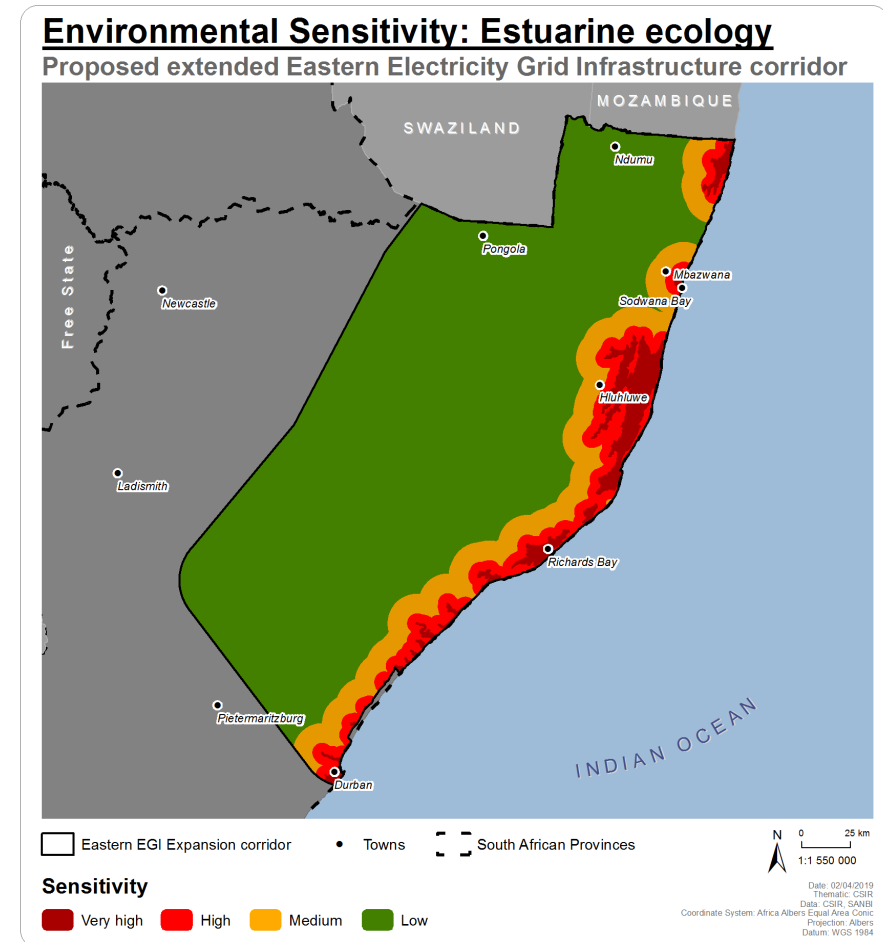 Environmental Sensitivity: Estuarine ecology
Proposed extended Eastern Electricity Grid Infrastructure corridor
MOZAMBIQUE
SWAZILAND
Ndumu
Pongola
Free State
Newcastle
Mbazwana
Sodwana Bay
Hluhluwe
Ladismith
Richards Bay
Pietermaritzburg
INDIAN OCEAN
Durban
Eastern EGI Expansion corridor
Towns
South African Provinces
N
0 25 km
1:1 550 000
Sensitivity
Very high
High
Medium
Low
Date: 02/04/2019
Thematic: CSIR
Data: CSIR, SANBI
Coordinate System: Africa Albers Equal Area Conic
Projection: Albers
Datum: WGS 1984